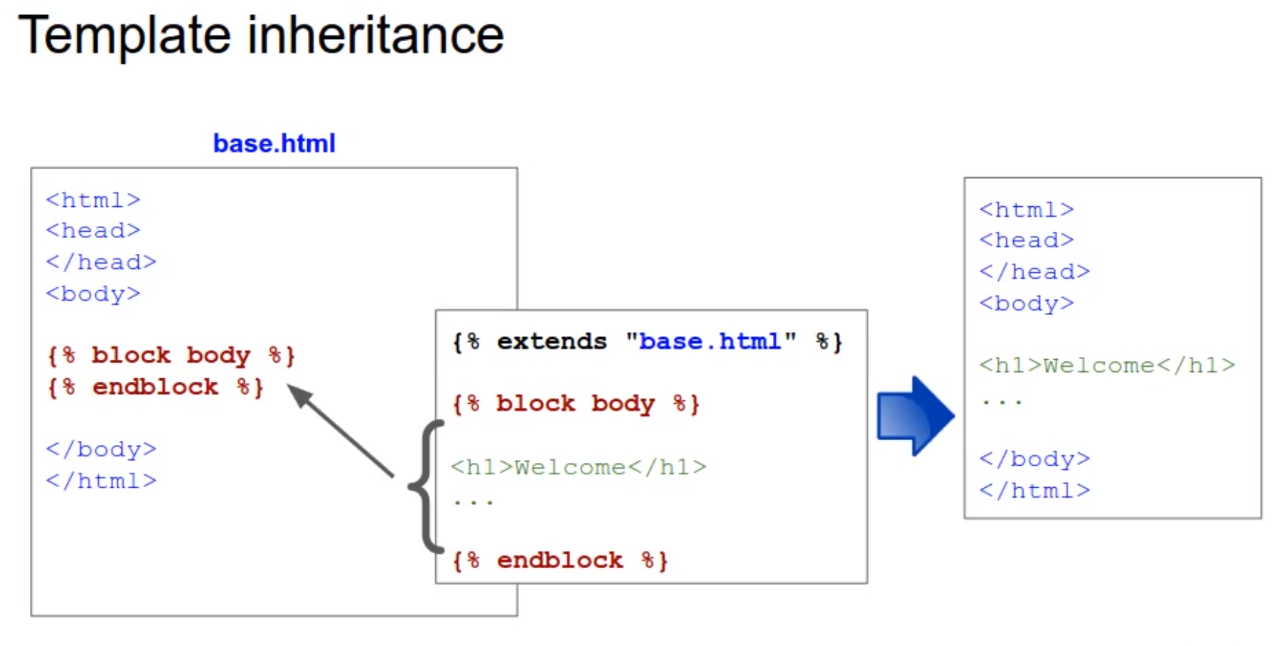 Template inheritance
base.html
<html>
<head>
</head>
<body>
{% block body %}
{% endblock %}
</body>
</html>
{% extends "base.html" %}
{% block body %}
<h1>Welcome</h1>
...
{% endblock %}
<html>
<head>
</head>
<body>
<h1>Welcome</h1>
...
</body>
</html>